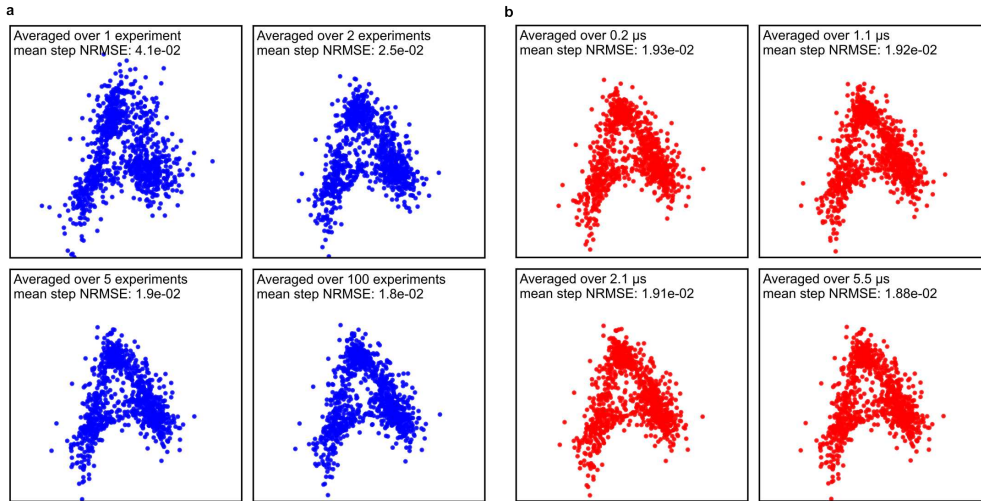 a
Averaged over 1 experiment
mean step NRMSE: 4.1e-02
Averaged over 2 experiments
mean step NRMSE: 2.5e-02
Averaged over 5 experiments
mean step NRMSE: 1.9e-02
Averaged over 100 experiments
mean step NRMSE: 1.8e-02
b
Averaged over 0.2 µs
mean step NRMSE: 1.93e-02
Averaged over 1.1 µs
mean step NRMSE: 1.92e-02
Averaged over 2.1 µs
mean step NRMSE: 1.91e-02
Averaged over 5.5 µs
mean step NRMSE: 1.88e-02